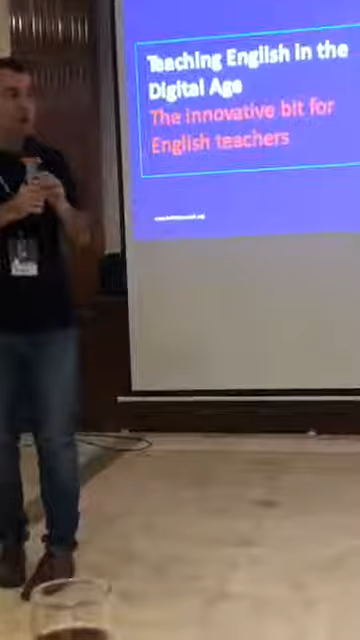 Teaching English in the
Digital Age
The innovative bit for
English teachers